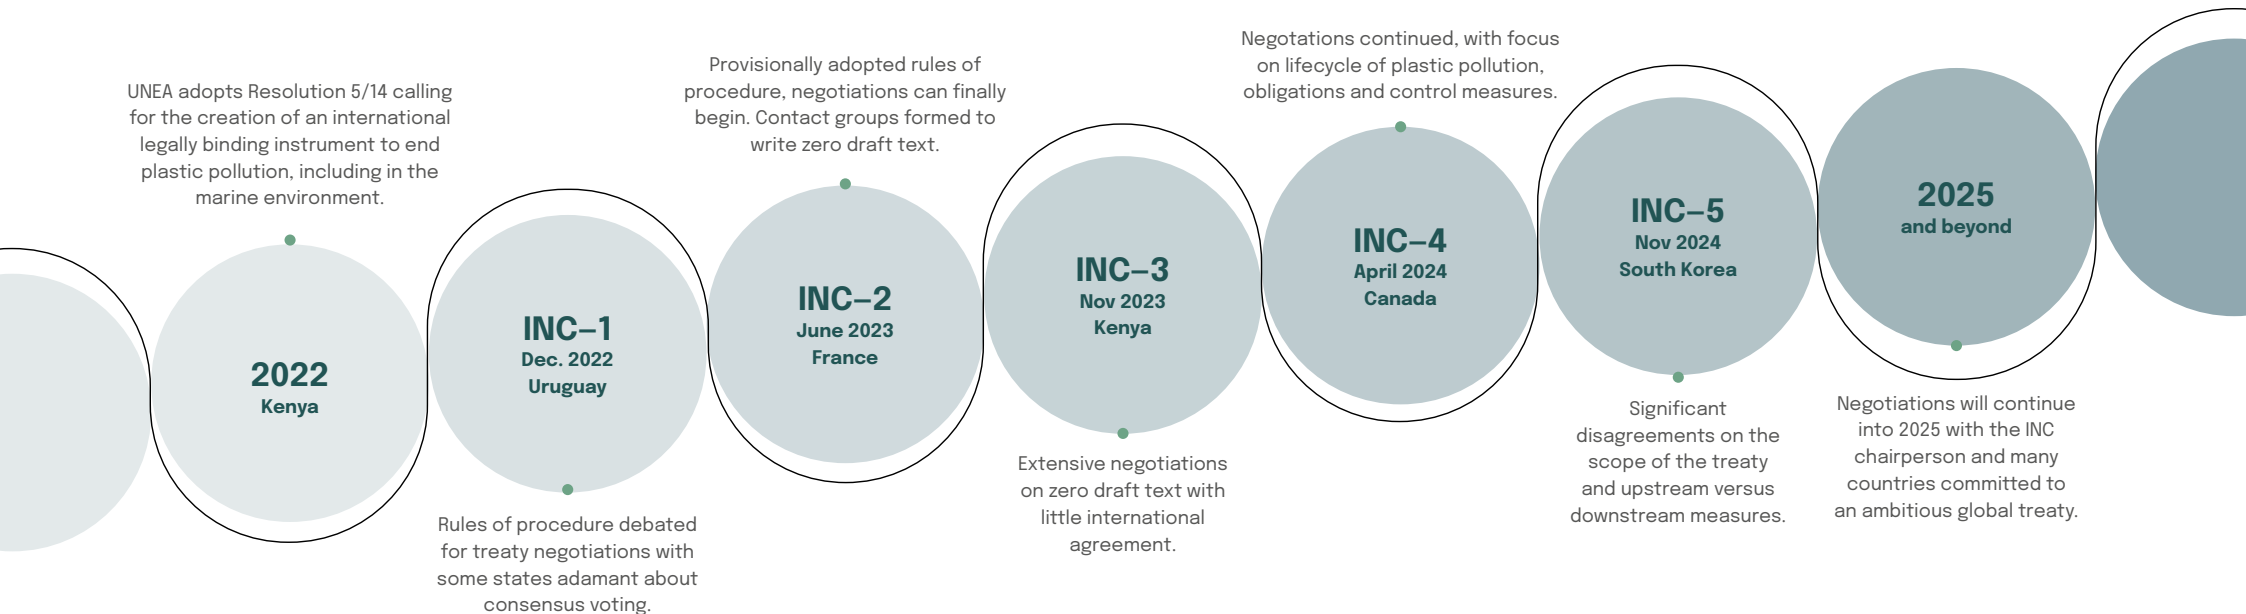 UNEA adopts Resolution 5/14 calling
for the creation of an international
legally binding instrument to end
plastic pollution, including in the
marine environment.
2022
Kenya
INC–1
Dec. 2022
Uruguay
Rules of procedure debated
for treaty negotiations with
some states adamant about
consensus voting.
Provisionally adopted rules of
procedure, negotiations can finally
begin. Contact groups formed to
write zero draft text.
INC–2
June 2023
France
INC–3
Nov 2023
Kenya
Extensive negotiations
on zero draft text with
little international
agreement.
Negotations continued, with focus
on lifecycle of plastic pollution,
obligations and control measures.
INC–4
April 2024
Canada
INC–5
Nov 2024
South Korea
Significant
disagreements on the
scope of the treaty
and upstream versus
downstream measures.
2025
and beyond
Negotiations will continue
into 2025 with the INC
chairperson and many
countries committed to
an ambitious global treaty.